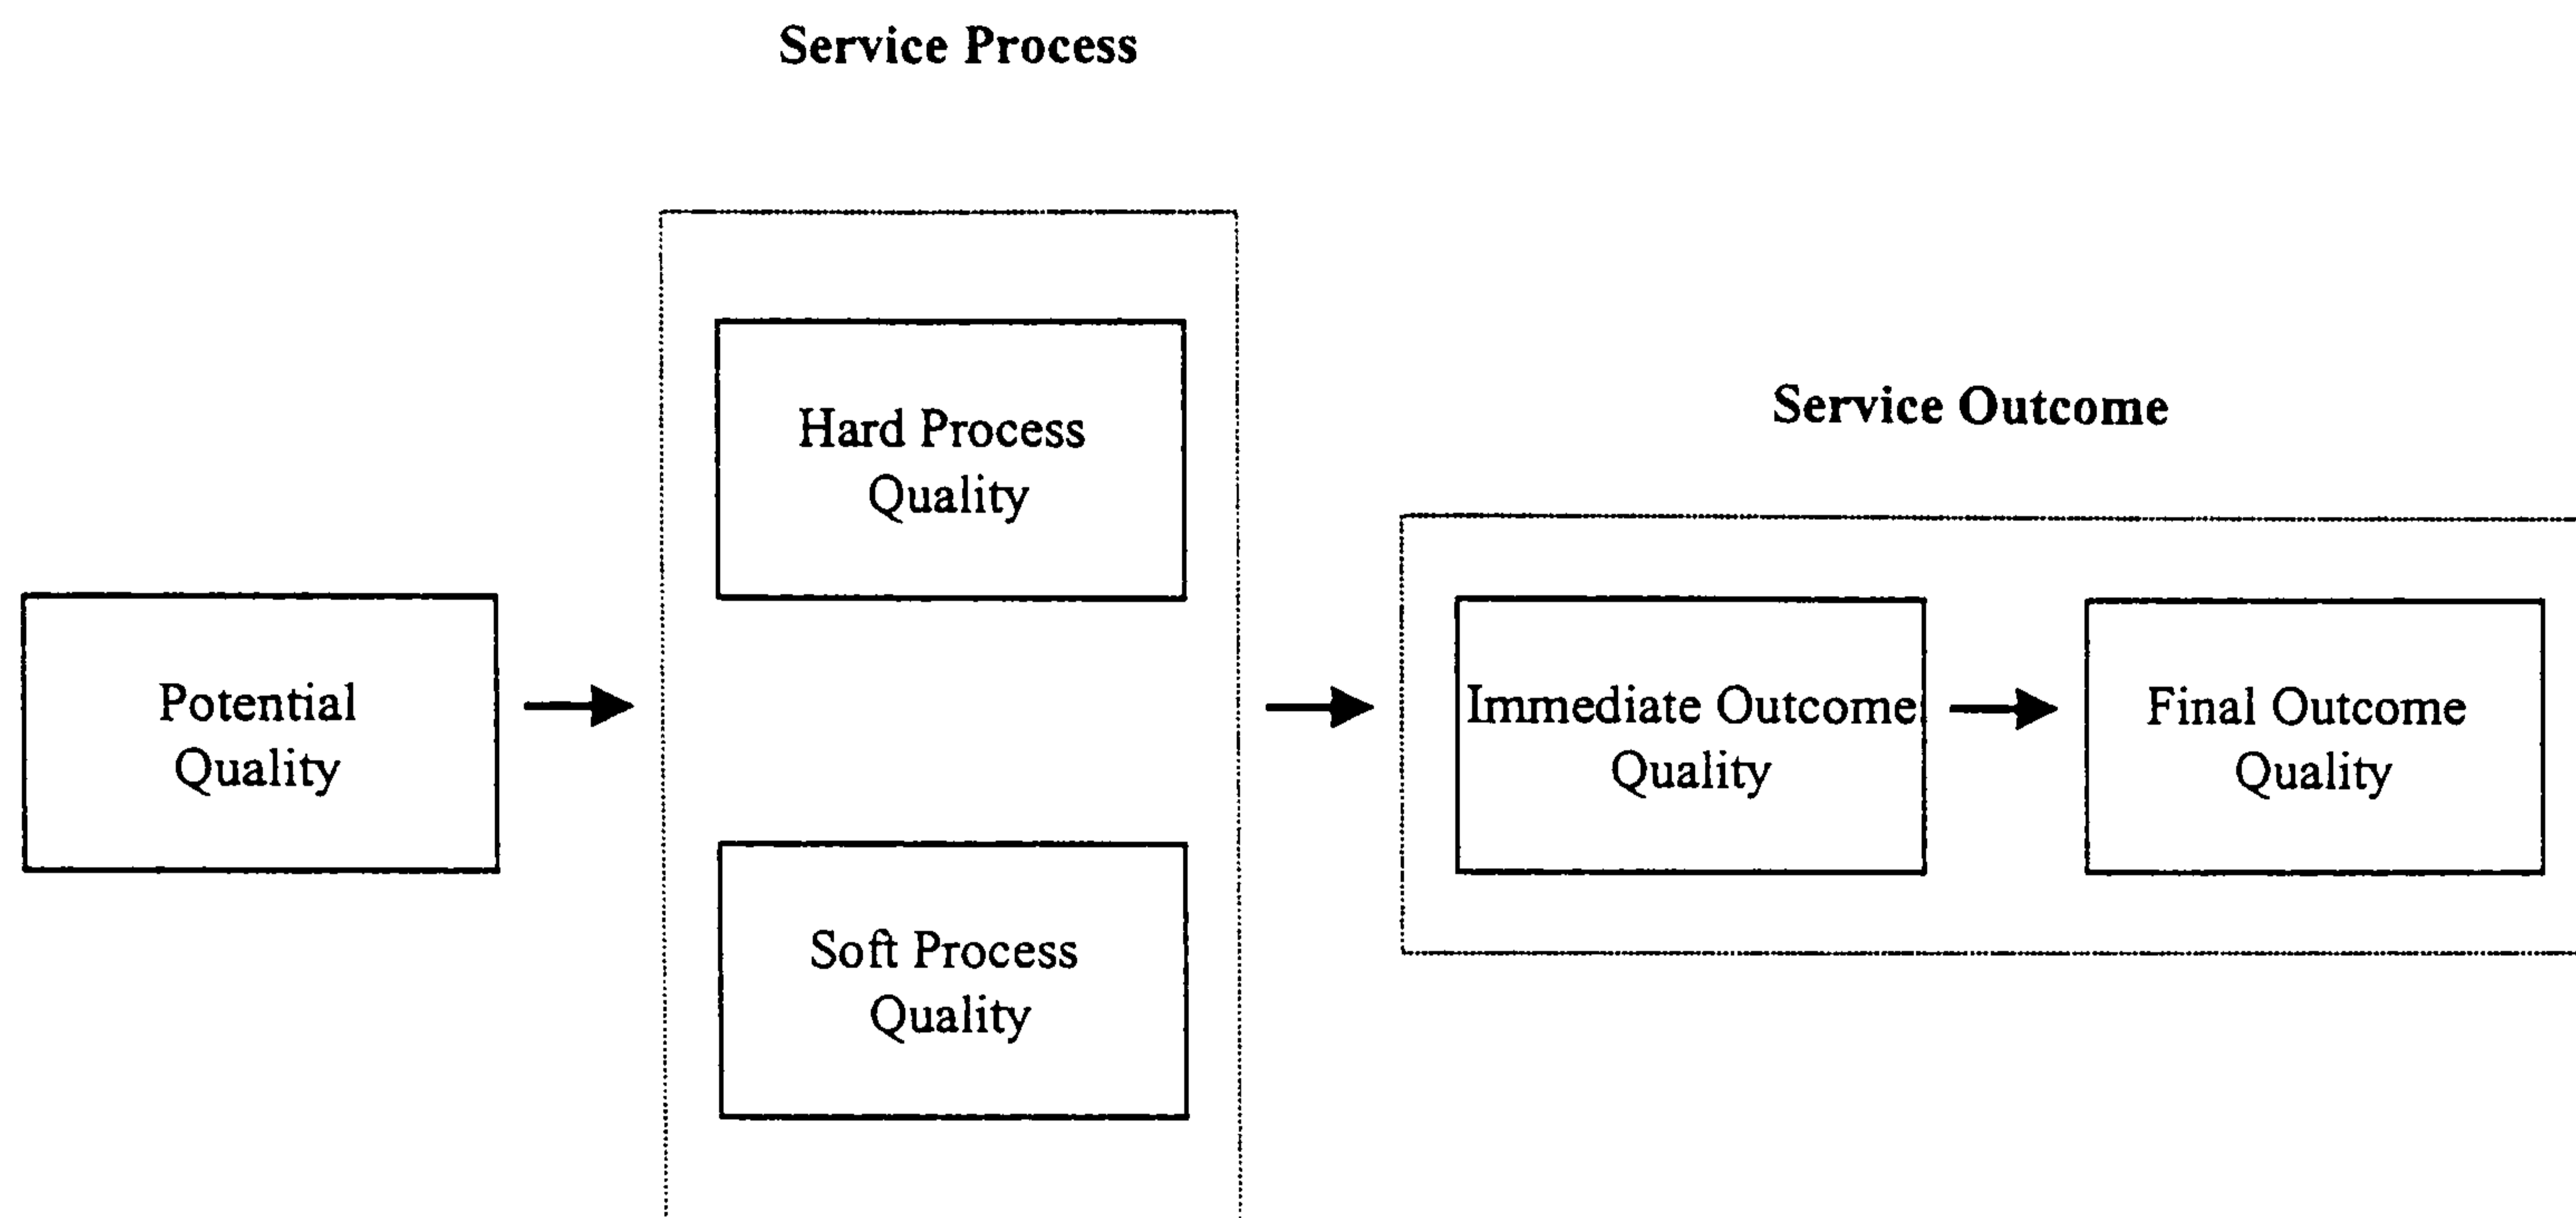 Service Process
Hard Process
Quality
Service Outcome
Potential
Quality
Immediate Outcome
Quality
Final Outcome
Quality
Soft Process
Quality